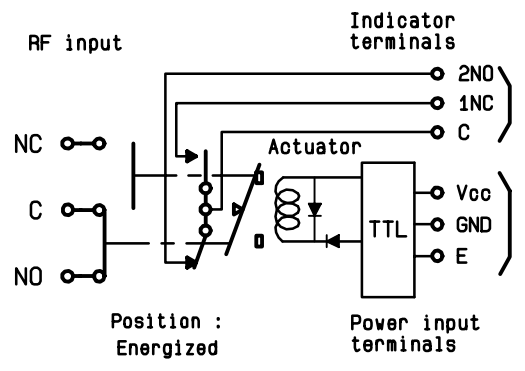 Indicator
terminals
RF input
2NO
1NC
C
NC
Actuator
Vcc
C
GND
TTL
E
NO
Position :
Energized
Power input
terminals